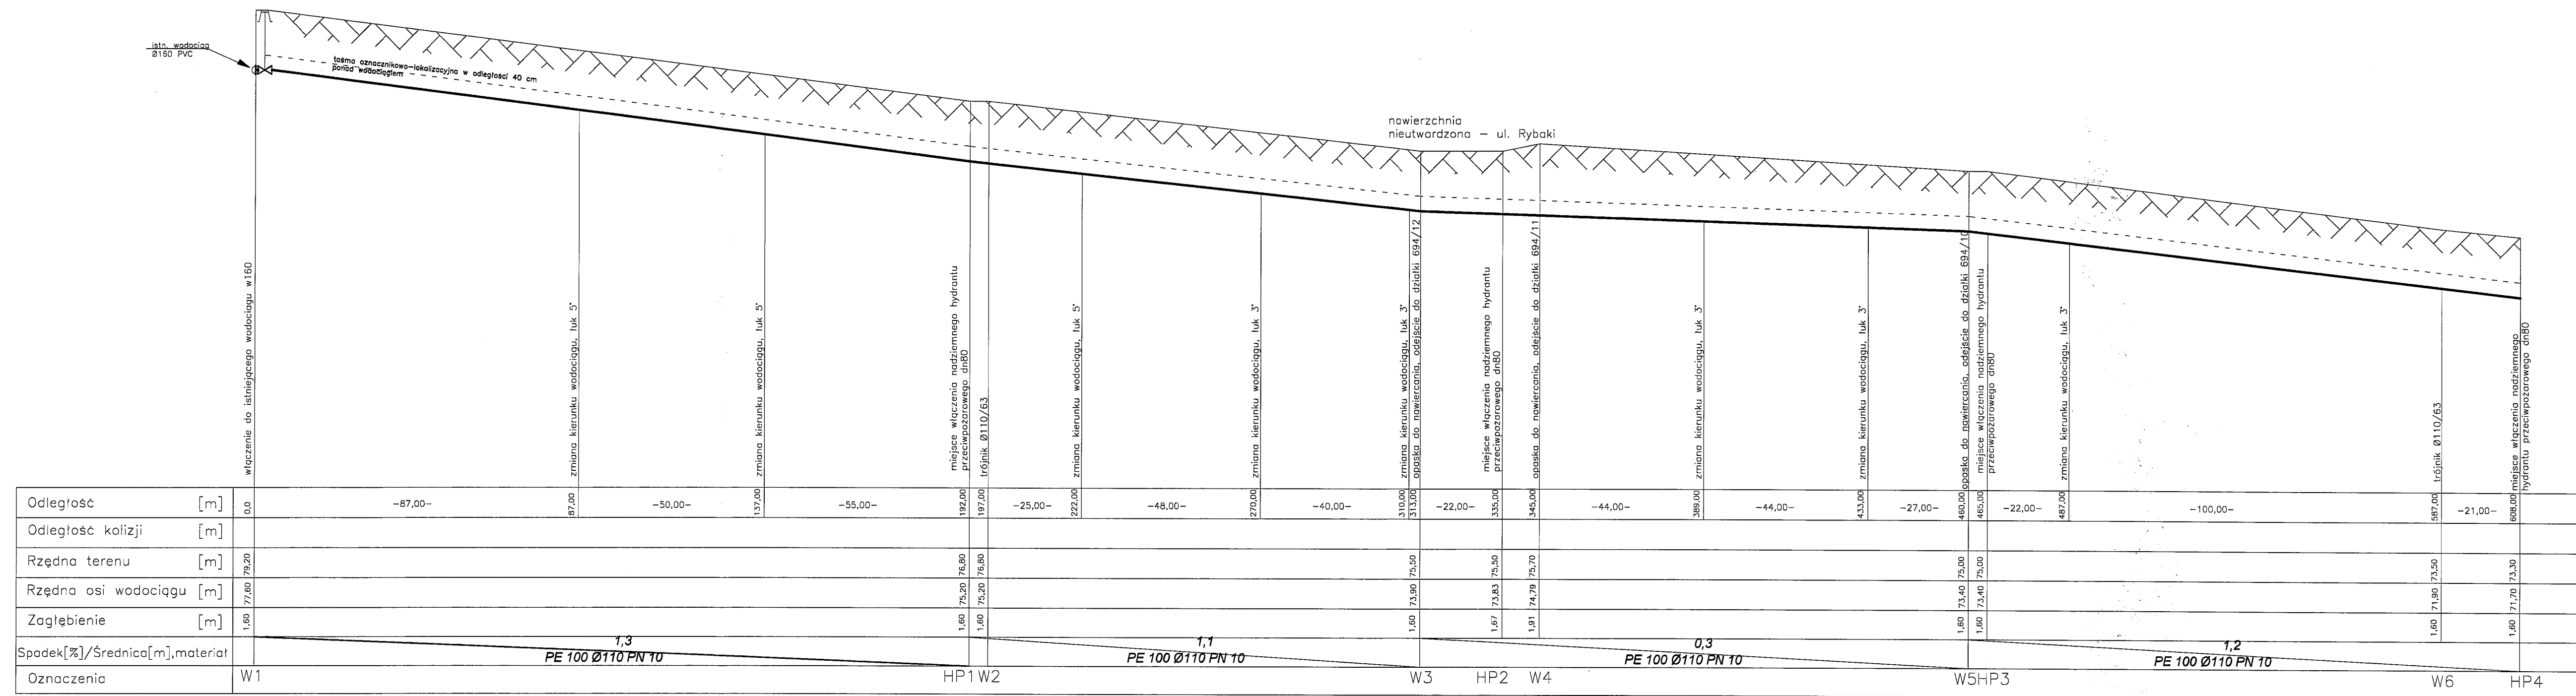 istn. wodociąg
Ø160 PVC
taśma oznacznikowo-lokalizacyjna w odległości 40 cm
ponad wodociągiem
nawierzchnia
nieutwardzona - ul. Rybaki
włączenie do istniejącego wodociągu w160
zmiana kierunku wodociągu, łuk 5°
zmiana kierunku wodociągu, łuk 5°
miejsce włączenia nadziemnego hydrantu
przeciwpożarowego dn80
trójnik Ø110/63
zmiana kierunku wodociągu, łuk 5°
zmiana kierunku wodociągu, łuk 3°
zmiana kierunku wodociągu, łuk 3°
opaska do nawiercania, odejście do działki 694/12
miejsce włączenia nadziemnego hydrantu
przeciwpożarowego dn80
opaska do nawiercania, odejście do działki 694/11
zmiana kierunku wodociągu, łuk 3°
zmiana kierunku wodociągu, łuk 3°
opaska do nawiercania, odejście do działki 694/10
miejsce włączenia nadziemnego hydrantu
przeciwpożarowego dn80
zmiana kierunku wodociągu, łuk 3°
trójnik Ø110/63
miejsce włączenia nadziemnego
hydrantu przeciwpożarowego dn80
Odległość [m] 0,0 -87,00- 87,00 -50,00- 137,00 -55,00- 192,00 197,00 -25,00- 222,00 -48,00- 270,00 -40,00- 310,00 313,00 -22,00- 335,00 345,00 -44,00- 389,00 -44,00- 433,00 -27,00- 460,00 465,00 -22,00- 487,00 -100,00- 587,00 -21,00- 608,00
Odległość kolizji [m]
Rzędna terenu [m] 79,20 76,80 76,80 75,50 75,50 75,70 75,00 75,00 73,50 73,30
Rzędna osi wodociągu [m] 77,60 75,20 75,20 73,90 73,83 74,79 73,40 73,40 71,90 71,70
Zagłębienie [m] 1,60 1,60 1,60 1,60 1,67 1,91 1,60 1,60 1,60 1,60
Spadek[%]/Średnica[m],materiał
1,3 1,1 0,3 1,2
PE 100 Ø110 PN 10 PE 100 Ø110 PN 10 PE 100 Ø110 PN 10 PE 100 Ø110 PN 10
Oznaczenia W1 HP1 W2 W3 HP2 W4 W5 HP3 W6 HP4